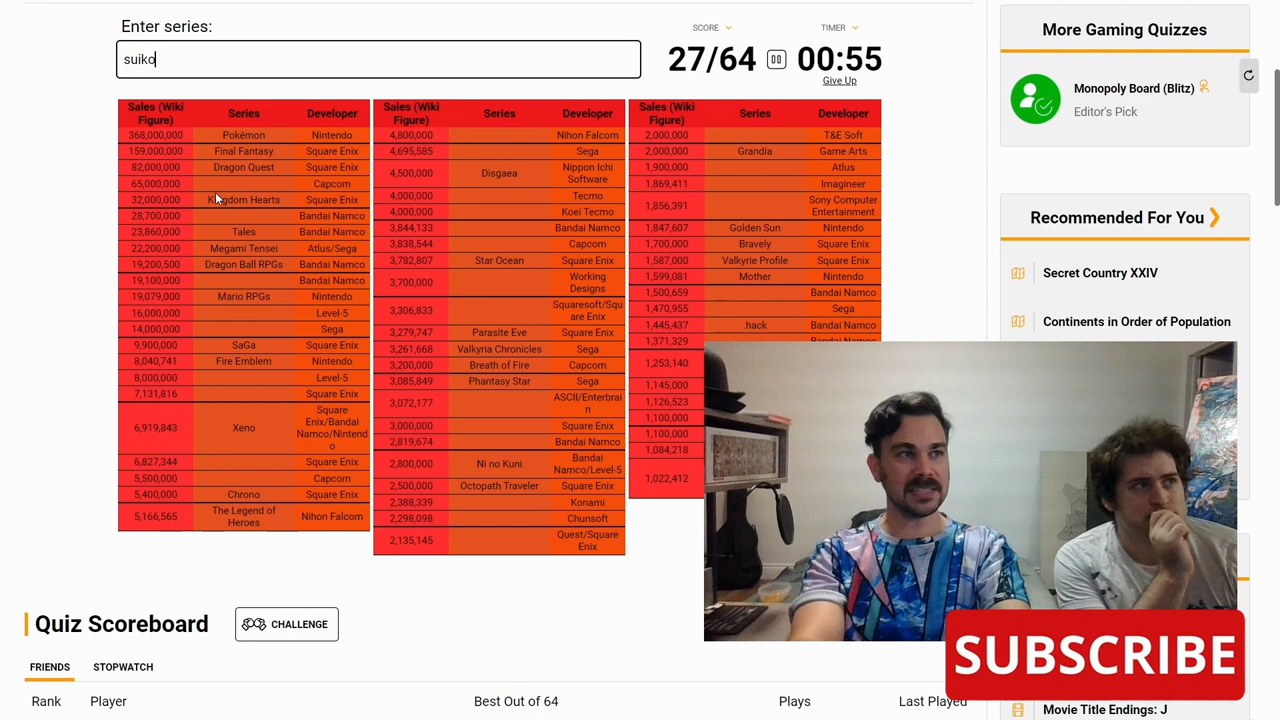 Enter series:
suiko
SCORE
27/64
TIMER
00:55
Give Up
Sales (Wiki Figure) Series Developer
368,000,000 Pokémon Nintendo
159,000,000 Final Fantasy Square Enix
82,000,000 Dragon Quest Square Enix
65,000,000 Capcom
32,000,000 Kingdom Hearts Square Enix
28,700,000 Bandai Namco
23,860,000 Tales Bandai Namco
22,200,000 Megami Tensei Atlus/Sega
19,200,500 Dragon Ball RPGs Bandai Namco
19,100,000 Bandai Namco
19,079,000 Mario RPGs Nintendo
16,000,000 Level-5
14,000,000 Sega
9,900,000 SaGa Square Enix
8,040,741 Fire Emblem Nintendo
8,000,000 Level-5
7,131,816 Square Enix
6,919,843 Xeno Square Enix/Bandai Namco/Nintendo
6,827,344 Square Enix
5,500,000 Capcom
5,400,000 Chrono Square Enix
5,166,565 The Legend of Heroes Nihon Falcom
Sales (Wiki Figure) Series Developer
4,800,000 Nihon Falcom
4,695,585 Sega
4,500,000 Disgaea Nippon Ichi Software
4,000,000 Tecmo
4,000,000 Koei Tecmo
3,844,133 Bandai Namco
3,838,544 Capcom
3,782,807 Star Ocean Square Enix
3,700,000 Working Designs
3,306,833 Squaresoft/Square Enix
3,279,747 Parasite Eve Square Enix
3,261,668 Valkyria Chronicles Sega
3,200,000 Breath of Fire Capcom
3,085,849 Phantasy Star Sega
3,072,177 ASCII/Enterbrain
3,000,000 Square Enix
2,819,674 Bandai Namco
2,800,000 Ni no Kuni Bandai Namco/Level-5
2,500,000 Octopath Traveler Square Enix
2,388,339 Konami
2,298,098 Chunsoft
2,135,145 Quest/Square Enix
Sales (Wiki Figure) Series Developer
2,000,000 T&E Soft
2,000,000 Grandia Game Arts
1,900,000 Atlus
1,869,411 Imagineer
1,856,391 Sony Computer Entertainment
1,847,607 Golden Sun Nintendo
1,700,000 Bravely Square Enix
1,587,000 Valkyrie Profile Square Enix
1,599,081 Mother Nintendo
1,500,659 Bandai Namco
1,470,955 Sega
1,445,437 .hack Bandai Namco
1,371,329 Bandai Namco
1,253,140
1,145,000
1,126,523
1,100,000
1,100,000
1,084,218
1,022,412
More Gaming Quizzes
Monopoly Board (Blitz)
Editor's Pick
Recommended For You
Secret Country XXIV
Continents in Order of Population
SUBSCRIBE
Movie Title Endings: J
Quiz Scoreboard
CHALLENGE
FRIENDS STOPWATCH
Rank Player Best Out of 64 Plays Last Played